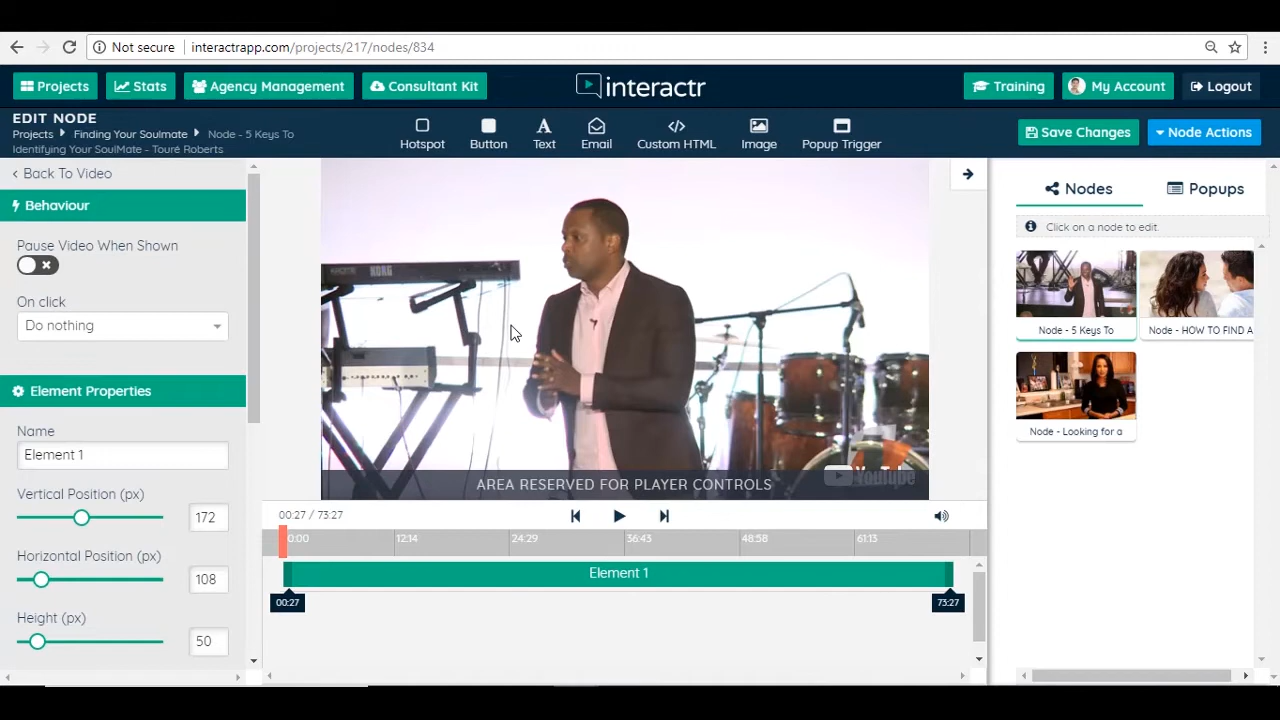 Not secure
interactrapp.com/projects/217/nodes/834
Projects
Stats
Agency Management
Consultant Kit
interactr
Training
My Account
Logout
EDIT NODE
Projects
Finding Your Soulmate
Node - 5 Keys To
Identifying Your SoulMate - Touré Roberts
Hotspot
Button
Text
Email
Custom HTML
Image
Popup Trigger
Save Changes
Node Actions
Back To Video
Behaviour
Pause Video When Shown
On click
Do nothing
Element Properties
Name
Element 1
Vertical Position (px)
172
Horizontal Position (px)
108
Height (px)
50
KORG
YouTube
AREA RESERVED FOR PLAYER CONTROLS
00:27 / 73:27
0:00
12:14
24:29
36:43
48:58
61:13
Element 1
00:27
73:27
Nodes
Popups
Click on a node to edit.
Node - 5 Keys To
Node - HOW TO FIND A
Node - Looking for a